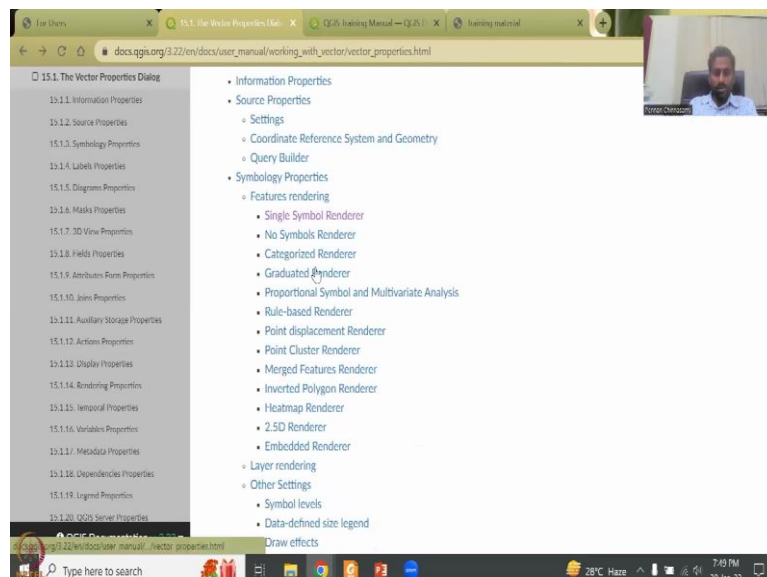 For Users
15.1. The Vector Properties Dialo
QGIS Training Manual — QGIS D
Training material
docs.qgis.org/3.22/en/docs/user_manual/working_with_vector/vector_properties.html
15.1. The Vector Properties Dialog
15.1.1. Information Properties
15.1.2. Source Properties
15.1.3. Symbology Properties
15.1.4. Labels Properties
15.1.5. Diagrams Properties
15.1.6. Masks Properties
15.1.7. 3D View Properties
15.1.8. Fields Properties
15.1.9. Attributes Form Properties
15.1.10. Joins Properties
15.1.11. Auxiliary Storage Properties
15.1.12. Actions Properties
15.1.13. Display Properties
15.1.14. Rendering Properties
15.1.15. Temporal Properties
15.1.16. Variables Properties
15.1.17. Metadata Properties
15.1.18. Dependencies Properties
15.1.19. Legend Properties
15.1.20. QGIS Server Properties
QGIS Documentation
Information Properties
Source Properties
Settings
Coordinate Reference System and Geometry
Query Builder
Symbology Properties
Features rendering
Single Symbol Renderer
No Symbols Renderer
Categorized Renderer
Graduated Renderer
Proportional Symbol and Multivariate Analysis
Rule-based Renderer
Point displacement Renderer
Point Cluster Renderer
Merged Features Renderer
Inverted Polygon Renderer
Heatmap Renderer
2.5D Renderer
Embedded Renderer
Layer rendering
Other Settings
Symbol levels
Data-defined size legend
Draw effects
Pennan Chinnasamy
NPTEL
Type here to search
28°C Haze
7:49 PM